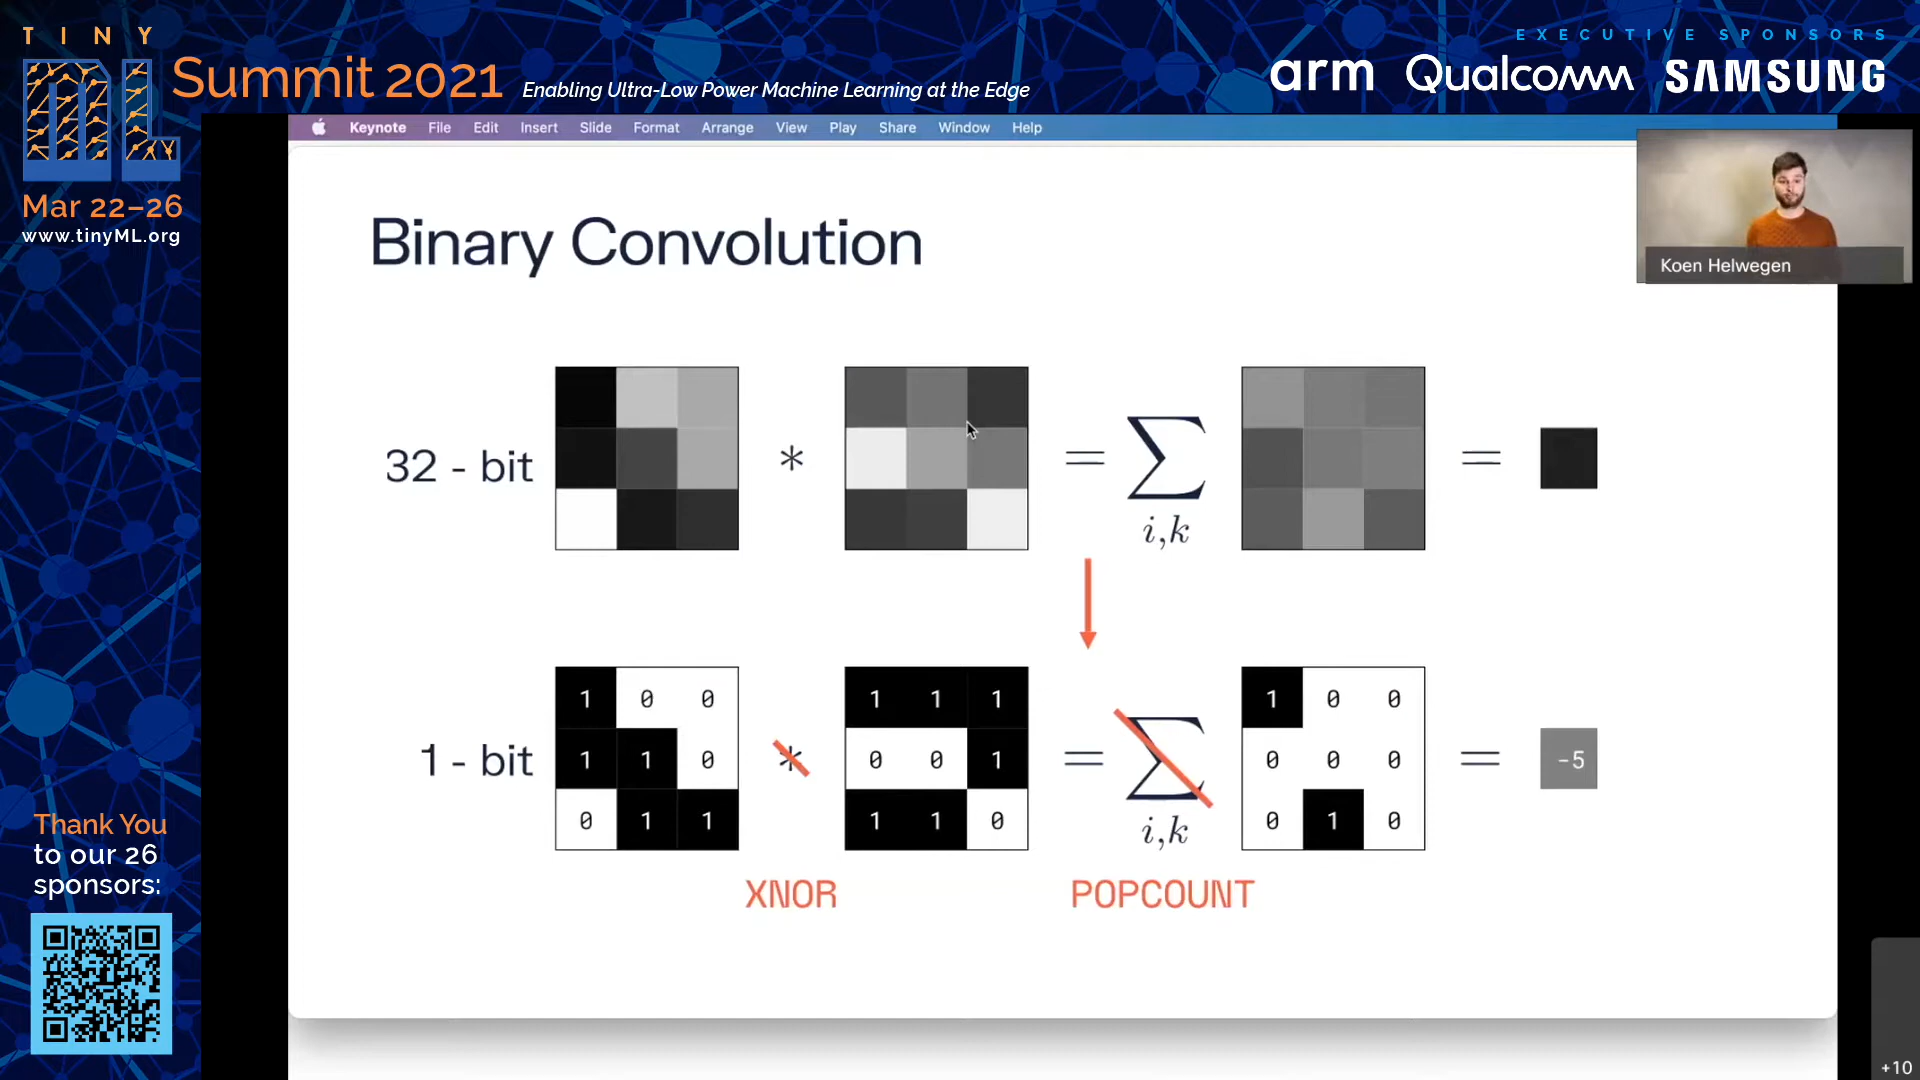 TINY
ML
Summit 2021
Enabling Ultra-Low Power Machine Learning at the Edge
EXECUTIVE SPONSORS
arm Qualcomm SAMSUNG
Mar 22–26
www.tinyML.org
Keynote File Edit Insert Slide Format Arrange View Play Share Window Help
Koen Helwegen
Binary Convolution
32 - bit * = ∑ =
i,k
1 0 0 1 1 1 1 0 0
1 - bit 1 1 0 * 0 0 1 = ∑ 0 0 0 = -5
0 1 1 1 1 0 i,k 0 1 0
XNOR POPCOUNT
Thank You
to our 26
sponsors:
+10